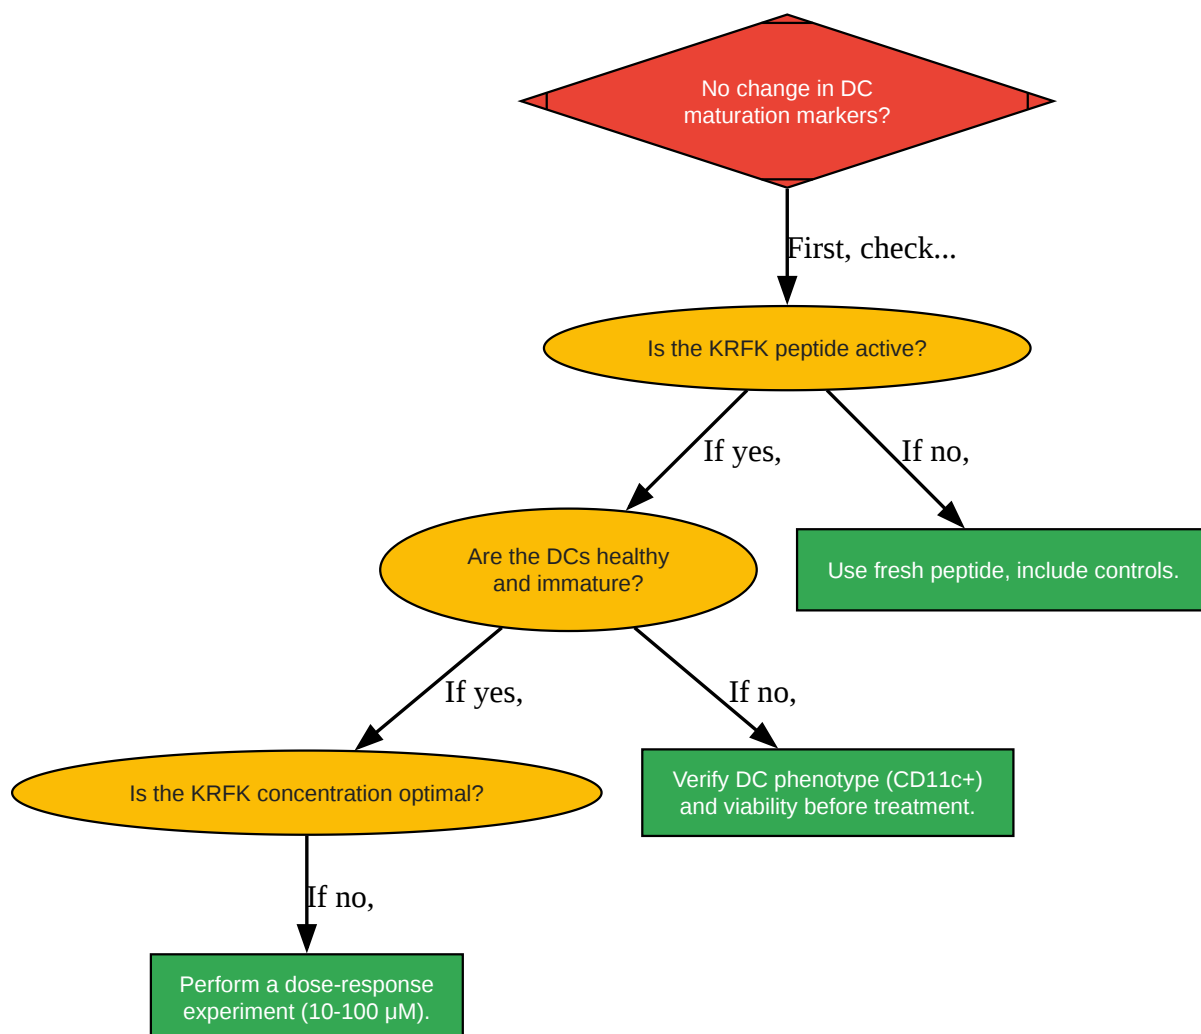 No change in DC
maturation markers?
First, check...
Is the KRFK peptide active?
If yes,
If no,
Are the DCs healthy
and immature?
Use fresh peptide, include controls.
If yes,
If no,
Is the KRFK concentration optimal?
Verify DC phenotype (CD11c+)
and viability before treatment.
If no,
Perform a dose-response
experiment (10-100 μM).